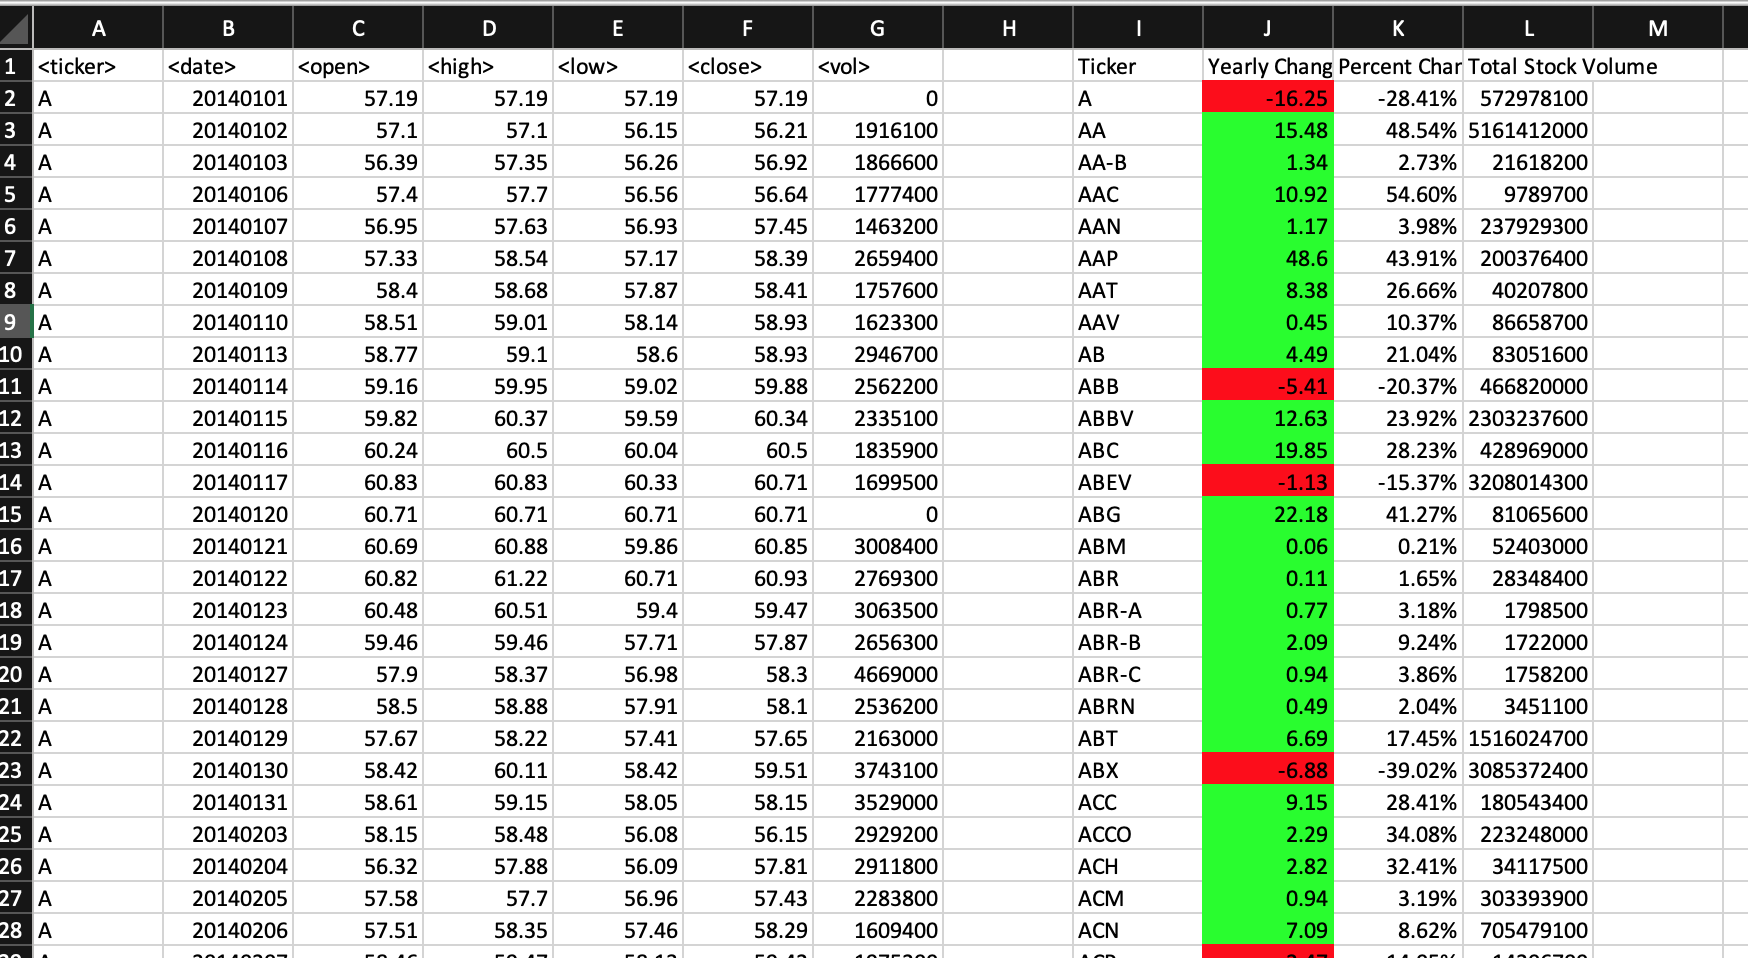 A B C D E F G H I J K L M
1 <ticker> <date> <open> <high> <low> <close> <vol> Ticker Yearly Chang Percent Char Total Stock Volume
2 A 20140101 57.19 57.19 57.19 57.19 0 A -16.25 -28.41% 572978100
3 A 20140102 57.1 57.1 56.15 56.21 1916100 AA 15.48 48.54% 5161412000
4 A 20140103 56.39 57.35 56.26 56.92 1866600 AA-B 1.34 2.73% 21618200
5 A 20140106 57.4 57.7 56.56 56.64 1777400 AAC 10.92 54.60% 9789700
6 A 20140107 56.95 57.63 56.93 57.45 1463200 AAN 1.17 3.98% 237929300
7 A 20140108 57.33 58.54 57.17 58.39 2659400 AAP 48.6 43.91% 200376400
8 A 20140109 58.4 58.68 57.87 58.41 1757600 AAT 8.38 26.66% 40207800
9 A 20140110 58.51 59.01 58.14 58.93 1623300 AAV 0.45 10.37% 86658700
10 A 20140113 58.77 59.1 58.6 58.93 2946700 AB 4.49 21.04% 83051600
11 A 20140114 59.16 59.95 59.02 59.88 2562200 ABB -5.41 -20.37% 466820000
12 A 20140115 59.82 60.37 59.59 60.34 2335100 ABBV 12.63 23.92% 2303237600
13 A 20140116 60.24 60.5 60.04 60.5 1835900 ABC 19.85 28.23% 428969000
14 A 20140117 60.83 60.83 60.33 60.71 1699500 ABEV -1.13 -15.37% 3208014300
15 A 20140120 60.71 60.71 60.71 60.71 0 ABG 22.18 41.27% 81065600
16 A 20140121 60.69 60.88 59.86 60.85 3008400 ABM 0.06 0.21% 52403000
17 A 20140122 60.82 61.22 60.71 60.93 2769300 ABR 0.11 1.65% 28348400
18 A 20140123 60.48 60.51 59.4 59.47 3063500 ABR-A 0.77 3.18% 1798500
19 A 20140124 59.46 59.46 57.71 57.87 2656300 ABR-B 2.09 9.24% 1722000
20 A 20140127 57.9 58.37 56.98 58.3 4669000 ABR-C 0.94 3.86% 1758200
21 A 20140128 58.5 58.88 57.91 58.1 2536200 ABRN 0.49 2.04% 3451100
22 A 20140129 57.67 58.22 57.41 57.65 2163000 ABT 6.69 17.45% 1516024700
23 A 20140130 58.42 60.11 58.42 59.51 3743100 ABX -6.88 -39.02% 3085372400
24 A 20140131 58.61 59.15 58.05 58.15 3529000 ACC 9.15 28.41% 180543400
25 A 20140203 58.15 58.48 56.08 56.15 2929200 ACCO 2.29 34.08% 223248000
26 A 20140204 56.32 57.88 56.09 57.81 2911800 ACH 2.82 32.41% 34117500
27 A 20140205 57.58 57.7 56.96 57.43 2283800 ACM 0.94 3.19% 303393900
28 A 20140206 57.51 58.35 57.46 58.29 1609400 ACN 7.09 8.62% 705479100